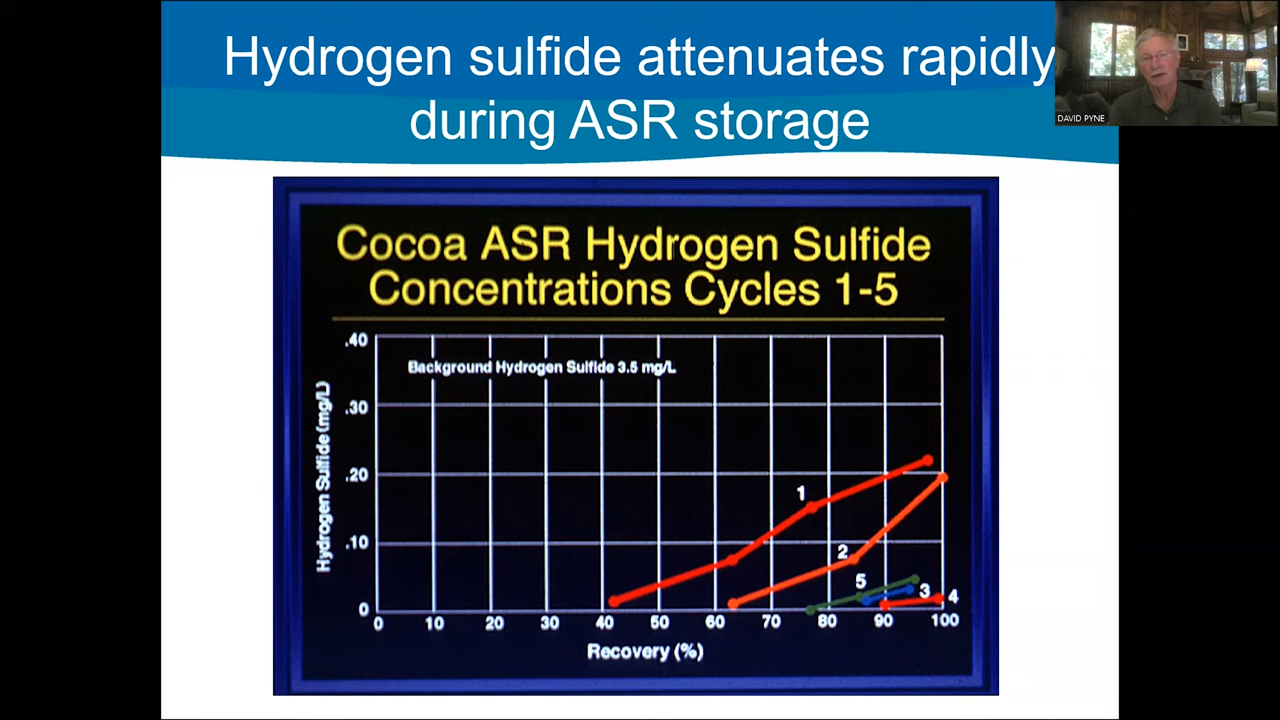 Hydrogen sulfide attenuates rapidly
during ASR storage
DAVID PYNE
Cocoa ASR Hydrogen Sulfide
Concentrations Cycles 1-5
Background Hydrogen Sulfide 3.5 mg/L
Hydrogen Sulfide (mg/L)
.40
.30
.20
.10
0
1
2
5
3
4
0 10 20 30 40 50 60 70 80 90 100
Recovery (%)